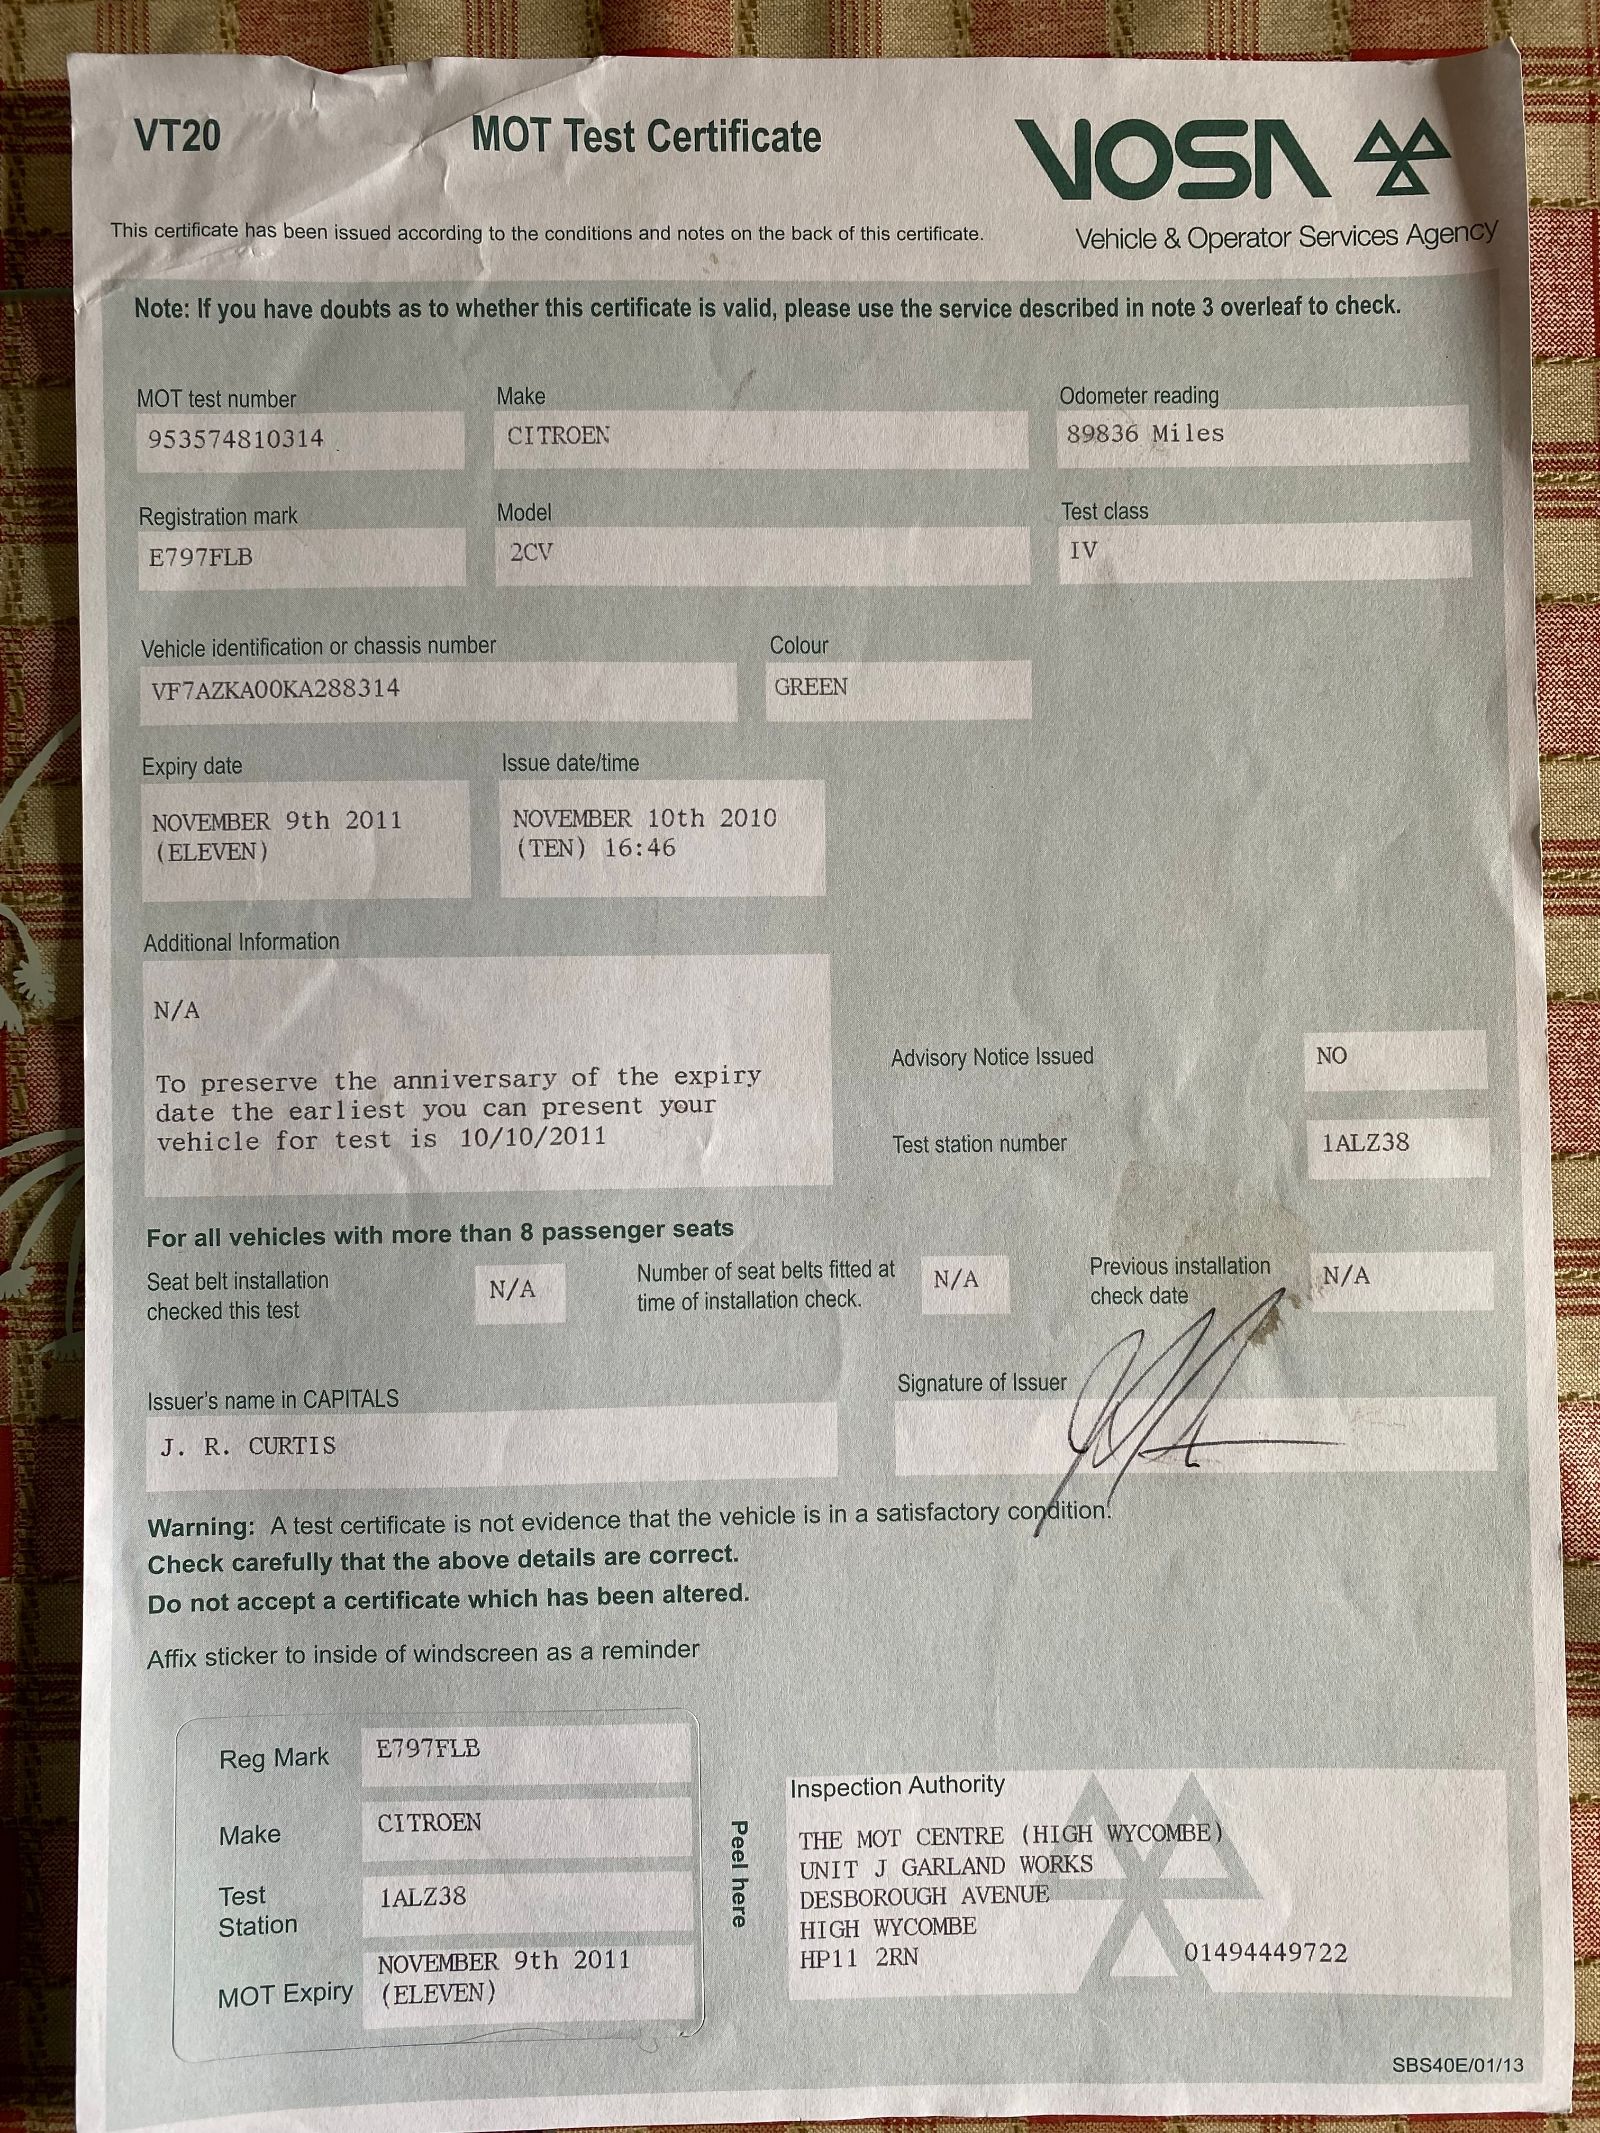 VT20
MOT Test Certificate
VOSA
This certificate has been issued according to the conditions and notes on the back of this certificate.
Vehicle & Operator Services Agency
Note: If you have doubts as to whether this certificate is valid, please use the service described in note 3 overleaf to check.
MOT test number
953574810314
Make
CITROEN
Odometer reading
89836 Miles
Registration mark
E797FLB
Model
2CV
Test class
IV
Vehicle identification or chassis number
VF7AZKA00KA288314
Colour
GREEN
Expiry date
NOVEMBER 9th 2011
(ELEVEN)
Issue date/time
NOVEMBER 10th 2010
(TEN) 16:46
Additional Information
N/A
To preserve the anniversary of the expiry
date the earliest you can present your
vehicle for test is 10/10/2011
Advisory Notice Issued
NO
Test station number
1ALZ38
For all vehicles with more than 8 passenger seats
Seat belt installation
checked this test
N/A
Number of seat belts fitted at
time of installation check.
N/A
Previous installation
check date
N/A
Issuer's name in CAPITALS
J. R. CURTIS
Signature of Issuer
Warning: A test certificate is not evidence that the vehicle is in a satisfactory condition.
Check carefully that the above details are correct.
Do not accept a certificate which has been altered.
Affix sticker to inside of windscreen as a reminder
Reg Mark
E797FLB
Make
CITROEN
Test
Station
1ALZ38
MOT Expiry
NOVEMBER 9th 2011
(ELEVEN)
Peel here
Inspection Authority
THE MOT CENTRE (HIGH WYCOMBE)
UNIT J GARLAND WORKS
DESBOROUGH AVENUE
HIGH WYCOMBE
HP11 2RN
01494449722
SBS40E/01/13